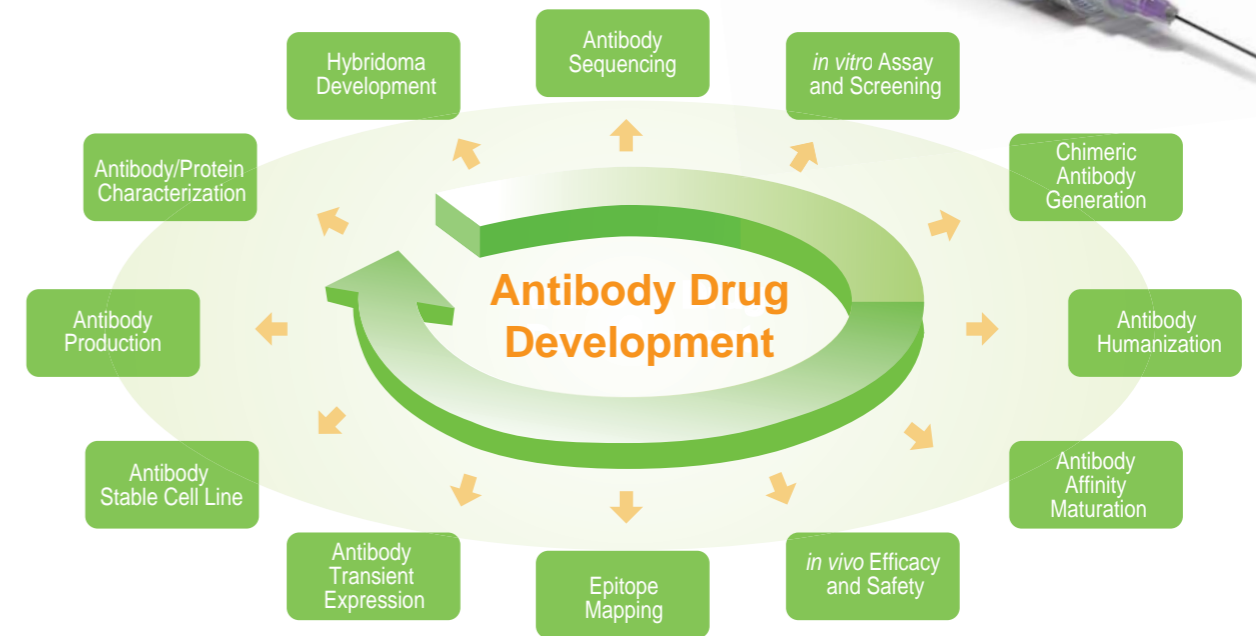 Antibody
Sequencing
Hybridoma
Development
in vitro Assay
and Screening
Antibody/Protein
Characterization
Chimeric
Antibody
Generation
Antibody Drug
Development
Antibody
Production
Antibody
Humanization
Antibody
Stable Cell Line
Antibody
Affinity
Maturation
Antibody
Transient
Expression
Epitope
Mapping
in vivo Efficacy
and Safety